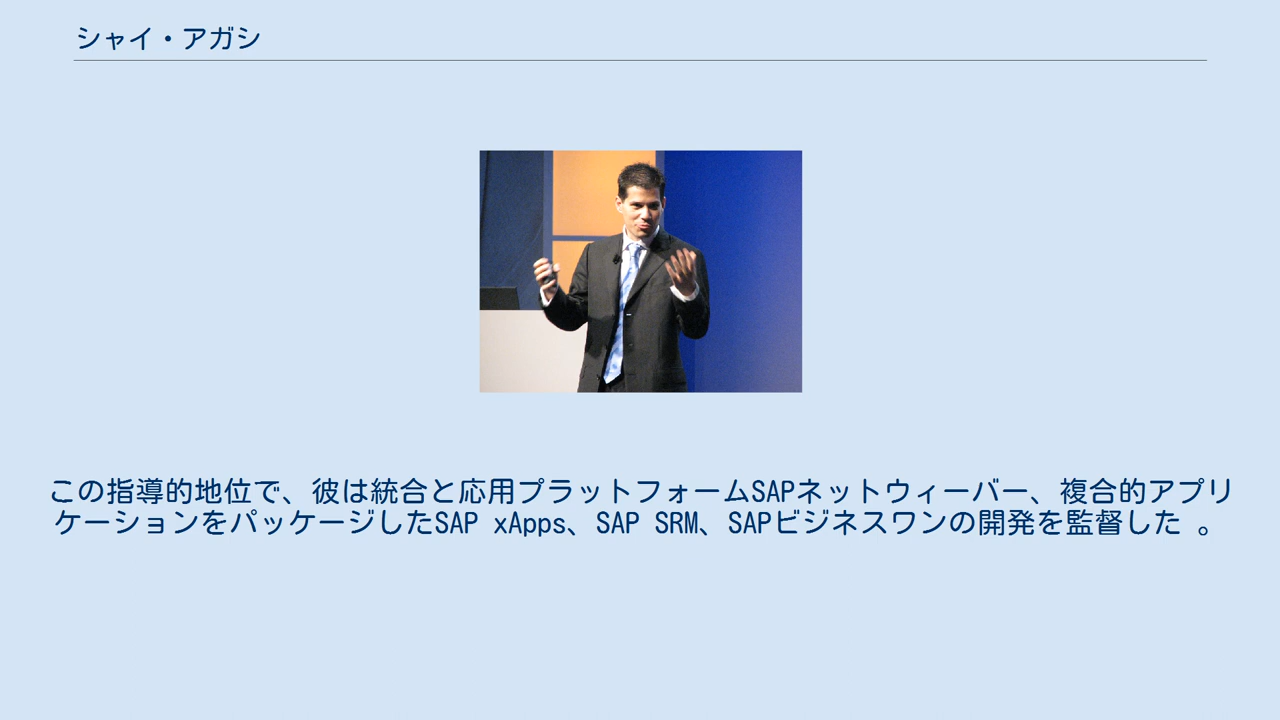 シャイ・アガシ
この指導的地位で、彼は統合と応用プラットフォームSAPネットウィーバー、複合的アプリ
ケーションをパッケージしたSAP xApps、SAP SRM、SAPビジネスワンの開発を監督した 。